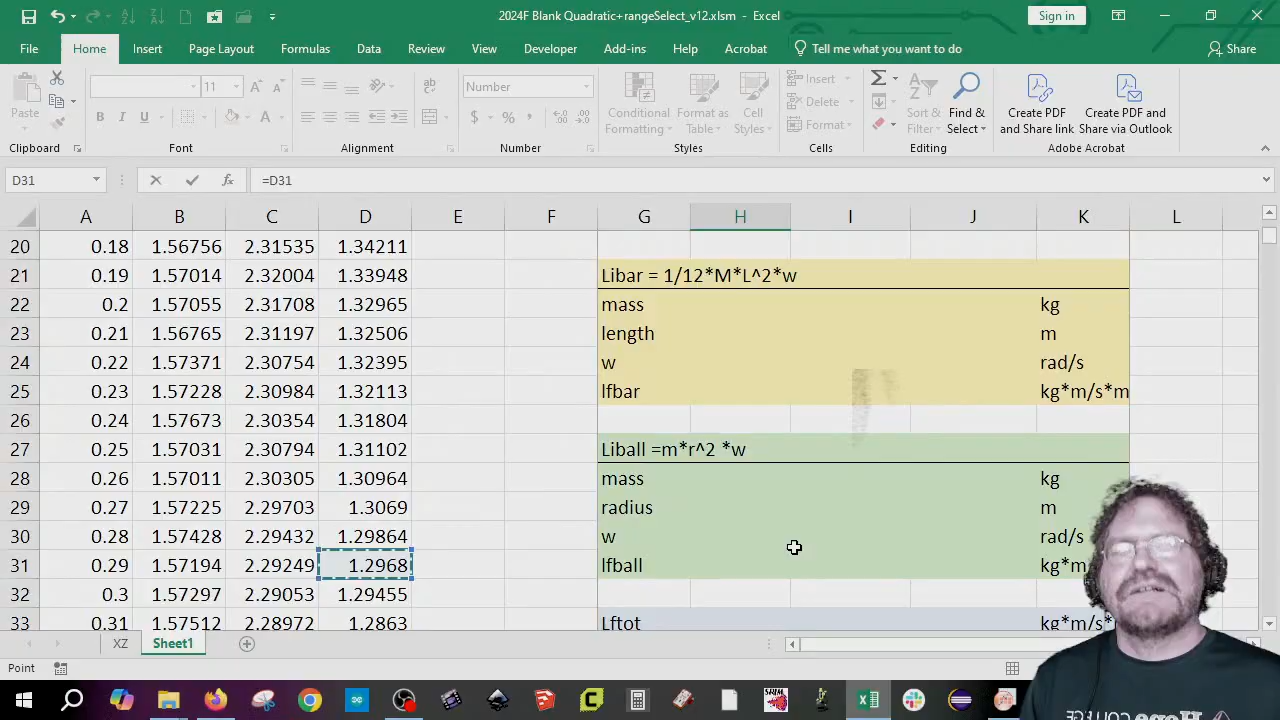 2024F Blank Quadratic+rangeSelect_v12.xlsm - Excel
Sign in
File Home Insert Page Layout Formulas Data Review View Developer Add-ins Help Acrobat Tell me what you want to do Share
Paste
Clipboard
11
B I U
A A
Font
ab
Alignment
Number
$ % ,
Number
Conditional Formatting
Format as Table
Cell Styles
Styles
Insert
Delete
Format
Cells
Sort & Filter
Find & Select
Editing
Create PDF and Share link
Create PDF and Share via Outlook
Adobe Acrobat
D31 fx =D31
A B C D E F G H I J K L
20 0.18 1.56756 2.31535 1.34211
21 0.19 1.57014 2.32004 1.33948 Libar = 1/12*M*L^2*w
22 0.2 1.57055 2.31708 1.32965 mass kg
23 0.21 1.56765 2.31197 1.32506 length m
24 0.22 1.57371 2.30754 1.32395 w rad/s
25 0.23 1.57228 2.30984 1.32113 lfbar kg*m/s*m
26 0.24 1.57673 2.30354 1.31804
27 0.25 1.57031 2.30794 1.31102 Liball =m*r^2 *w
28 0.26 1.57011 2.30305 1.30964 mass kg
29 0.27 1.57225 2.29703 1.3069 radius m
30 0.28 1.57428 2.29432 1.29864 w rad/s
31 0.29 1.57194 2.29249 1.2968 lfball kg*m
32 0.3 1.57297 2.29053 1.29455
33 0.31 1.57512 2.28972 1.2863 Lftot kg*m/s*
XZ Sheet1
Point